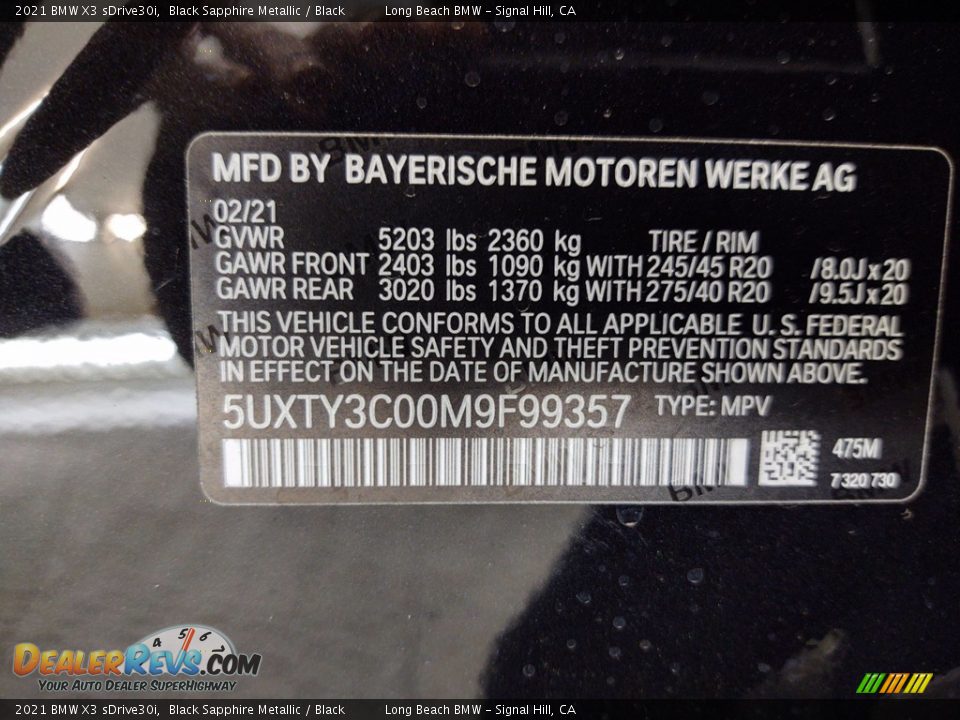 2021 BMW X3 sDrive30i, Black Sapphire Metallic / Black Long Beach BMW - Signal Hill, CA
MFD BY BAYERISCHE MOTOREN WERKE AG
02/21
GVWR 5203 lbs 2360 kg TIRE / RIM
GAWR FRONT 2403 lbs 1090 kg WITH 245/45 R20 /8.0J x 20
GAWR REAR 3020 lbs 1370 kg WITH 275/40 R20 /9.5J x 20
THIS VEHICLE CONFORMS TO ALL APPLICABLE U.S. FEDERAL
MOTOR VEHICLE SAFETY AND THEFT PREVENTION STANDARDS
IN EFFECT ON THE DATE OF MANUFACTURE SHOWN ABOVE.
5UXTY3C00M9F99357 TYPE: MPV
475M
7 320 730
4 5 6
DEALERREVS.COM
YOUR AUTO DEALER SUPERHIGHWAY
2021 BMW X3 sDrive30i, Black Sapphire Metallic / Black Long Beach BMW - Signal Hill, CA